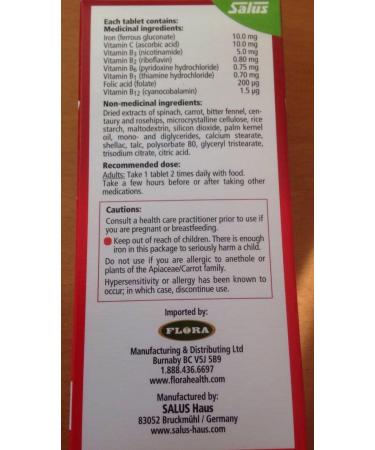 Salus
Each tablet contains:
Medicinal ingredients:
Iron (ferrous gluconate) 10.0 mg
Vitamin C (ascorbic acid) 10.0 mg
Vitamin B3 (nicotinamide) 5.0 mg
Vitamin B2 (riboflavin) 0.80 mg
Vitamin B6 (pyridoxine hydrochloride) 0.75 mg
Vitamin B1 (thiamine hydrochloride) 0.70 mg
Folic acid (folate) 200 µg
Vitamin B12 (cyanocobalamin) 1.5 µg
Non-medicinal ingredients:
Dried extracts of spinach, carrot, bitter fennel, cen-
taury and rosehips, microcrystalline cellulose, rice
starch, maltodextrin, silicon dioxide, palm kernel
oil, mono- and diglycerides, calcium stearate,
shellac, talc, polysorbate 80, glyceryl tristearate,
trisodium citrate, citric acid.
Recommended dose:
Adults: Take 1 tablet 2 times daily with food.
Take a few hours before or after taking other
medications.
Cautions:
Consult a health care practitioner prior to use if
you are pregnant or breastfeeding.
Keep out of reach of children. There is enough
iron in this package to seriously harm a child.
Do not use if you are allergic to anethole or
plants of the Apiaceae/Carrot family.
Hypersensitivity or allergy has been known to
occur; in which case, discontinue use.
Imported by:
FLORA
Manufacturing & Distributing Ltd
Burnaby BC V5J 5B9
1.888.436.6697
www.florahealth.com
Manufactured by:
SALUS Haus
83052 Bruckmühl / Germany
www.salus-haus.com